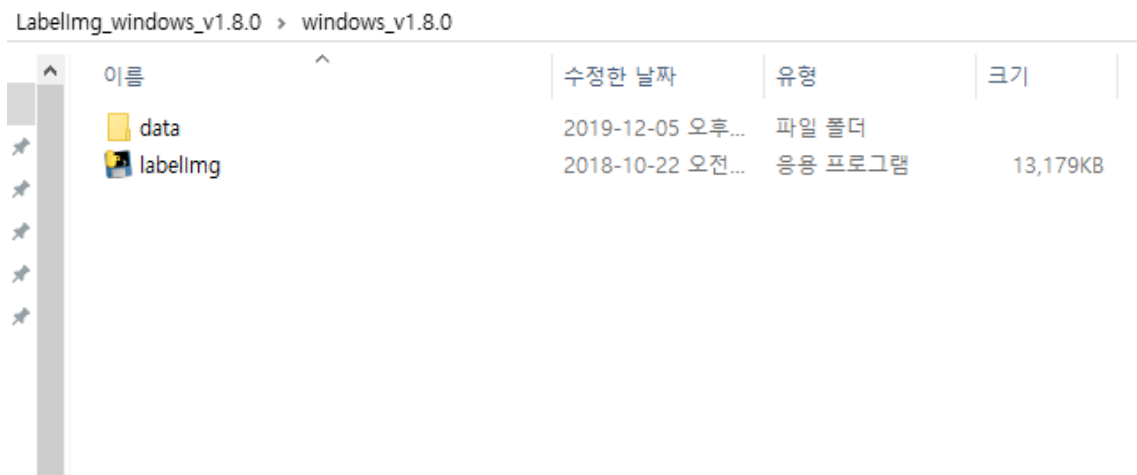 LabelImg_windows_v1.8.0 > windows_v1.8.0
이름 수정한 날짜 유형 크기
data 2019-12-05 오후... 파일 폴더
labelImg 2018-10-22 오전... 응용 프로그램 13,179KB